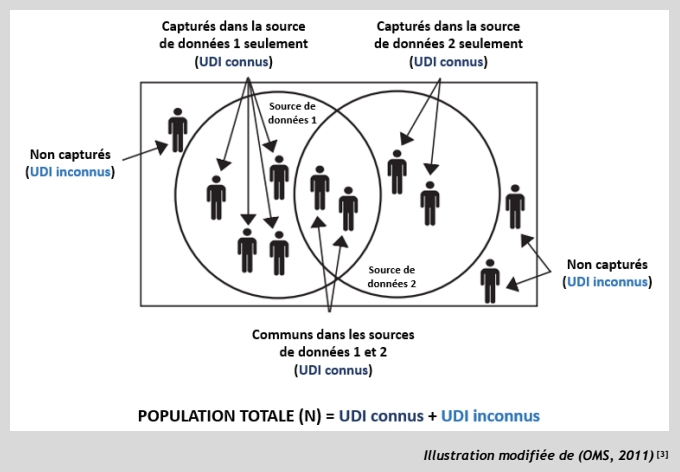 Capturés dans la source
de données 1 seulement
(UDI connus)
Capturés dans la source
de données 2 seulement
(UDI connus)
Source de
données 1
Non capturés
(UDI inconnus)
Non capturés
(UDI inconnus)
Source de
données 2
Communs dans les sources
de données 1 et 2
(UDI connus)
POPULATION TOTALE (N) = UDI connus + UDI inconnus
Illustration modifiée de (OMS, 2011) [3]